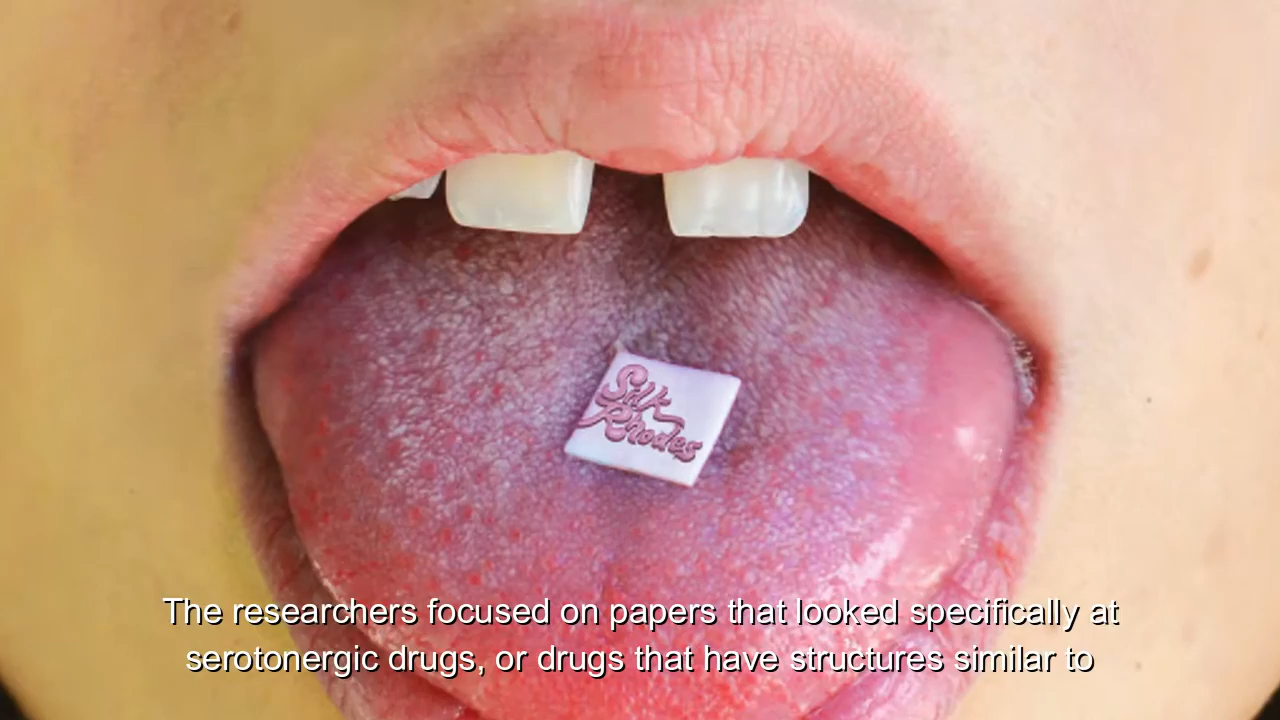 Silk
Rhodes
The researchers focused on papers that looked specifically at
serotonergic drugs, or drugs that have structures similar to